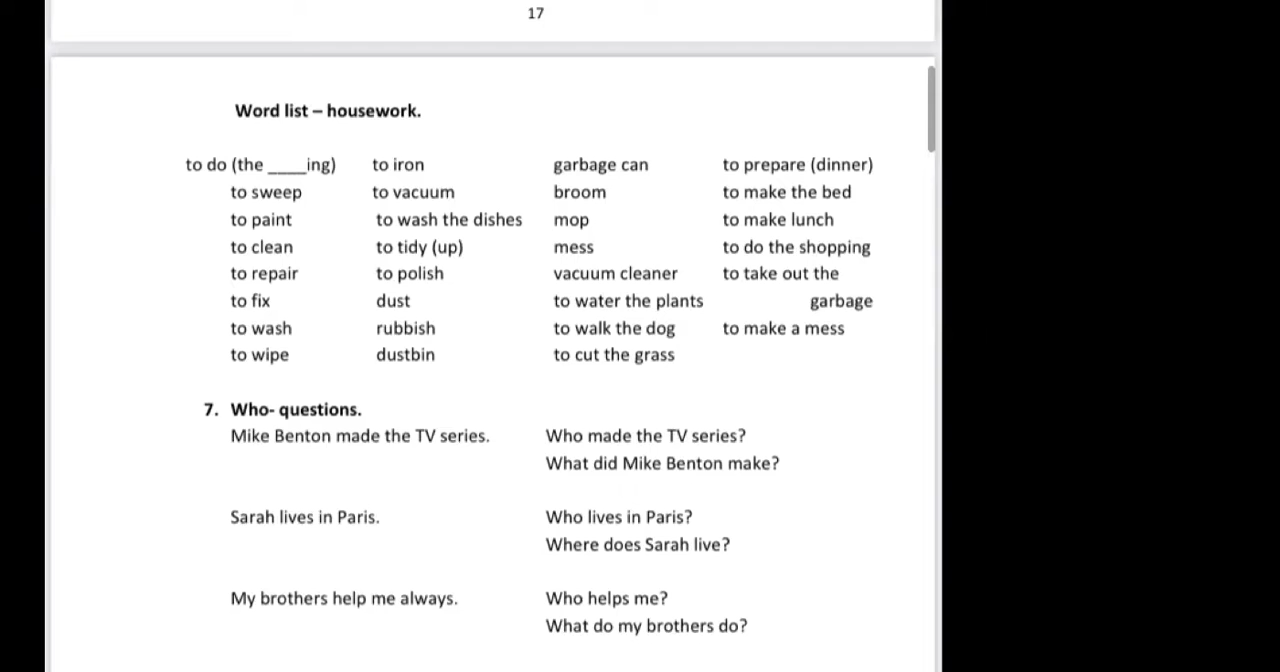 17
Word list – housework.
to do (the ____ing) to iron garbage can to prepare (dinner)
to sweep to vacuum broom to make the bed
to paint to wash the dishes mop to make lunch
to clean to tidy (up) mess to do the shopping
to repair to polish vacuum cleaner to take out the
to fix dust to water the plants garbage
to wash rubbish to walk the dog to make a mess
to wipe dustbin to cut the grass
7. Who- questions.
Mike Benton made the TV series. Who made the TV series?
What did Mike Benton make?
Sarah lives in Paris. Who lives in Paris?
Where does Sarah live?
My brothers help me always. Who helps me?
What do my brothers do?